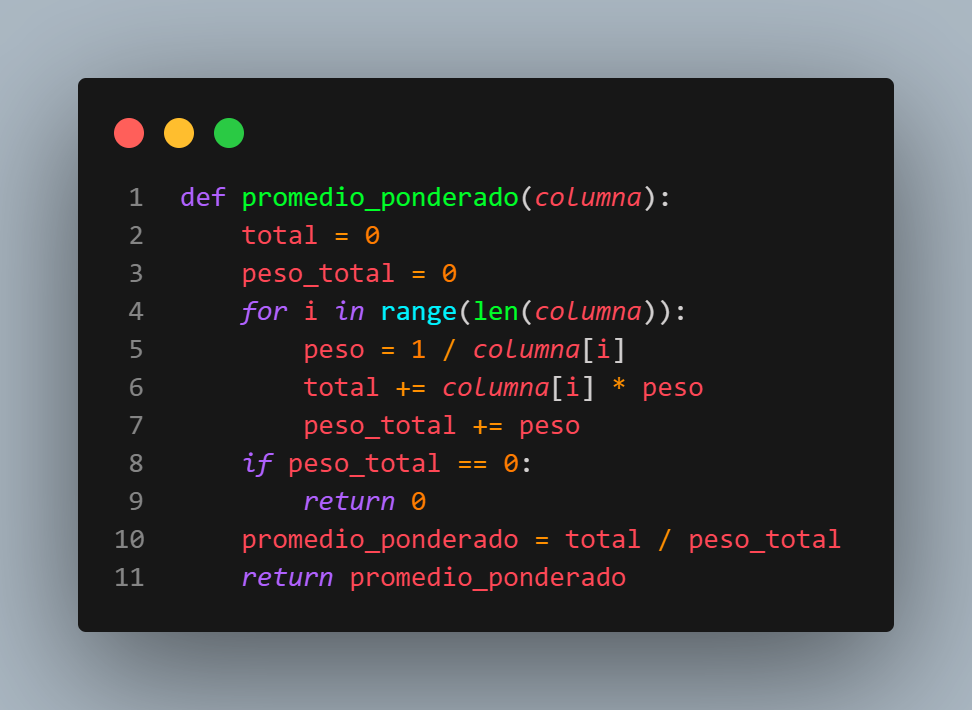 1 def promedio_ponderado(columna):
2     total = 0
3     peso_total = 0
4     for i in range(len(columna)):
5         peso = 1 / columna[i]
6         total += columna[i] * peso
7         peso_total += peso
8     if peso_total == 0:
9         return 0
10     promedio_ponderado = total / peso_total
11     return promedio_ponderado